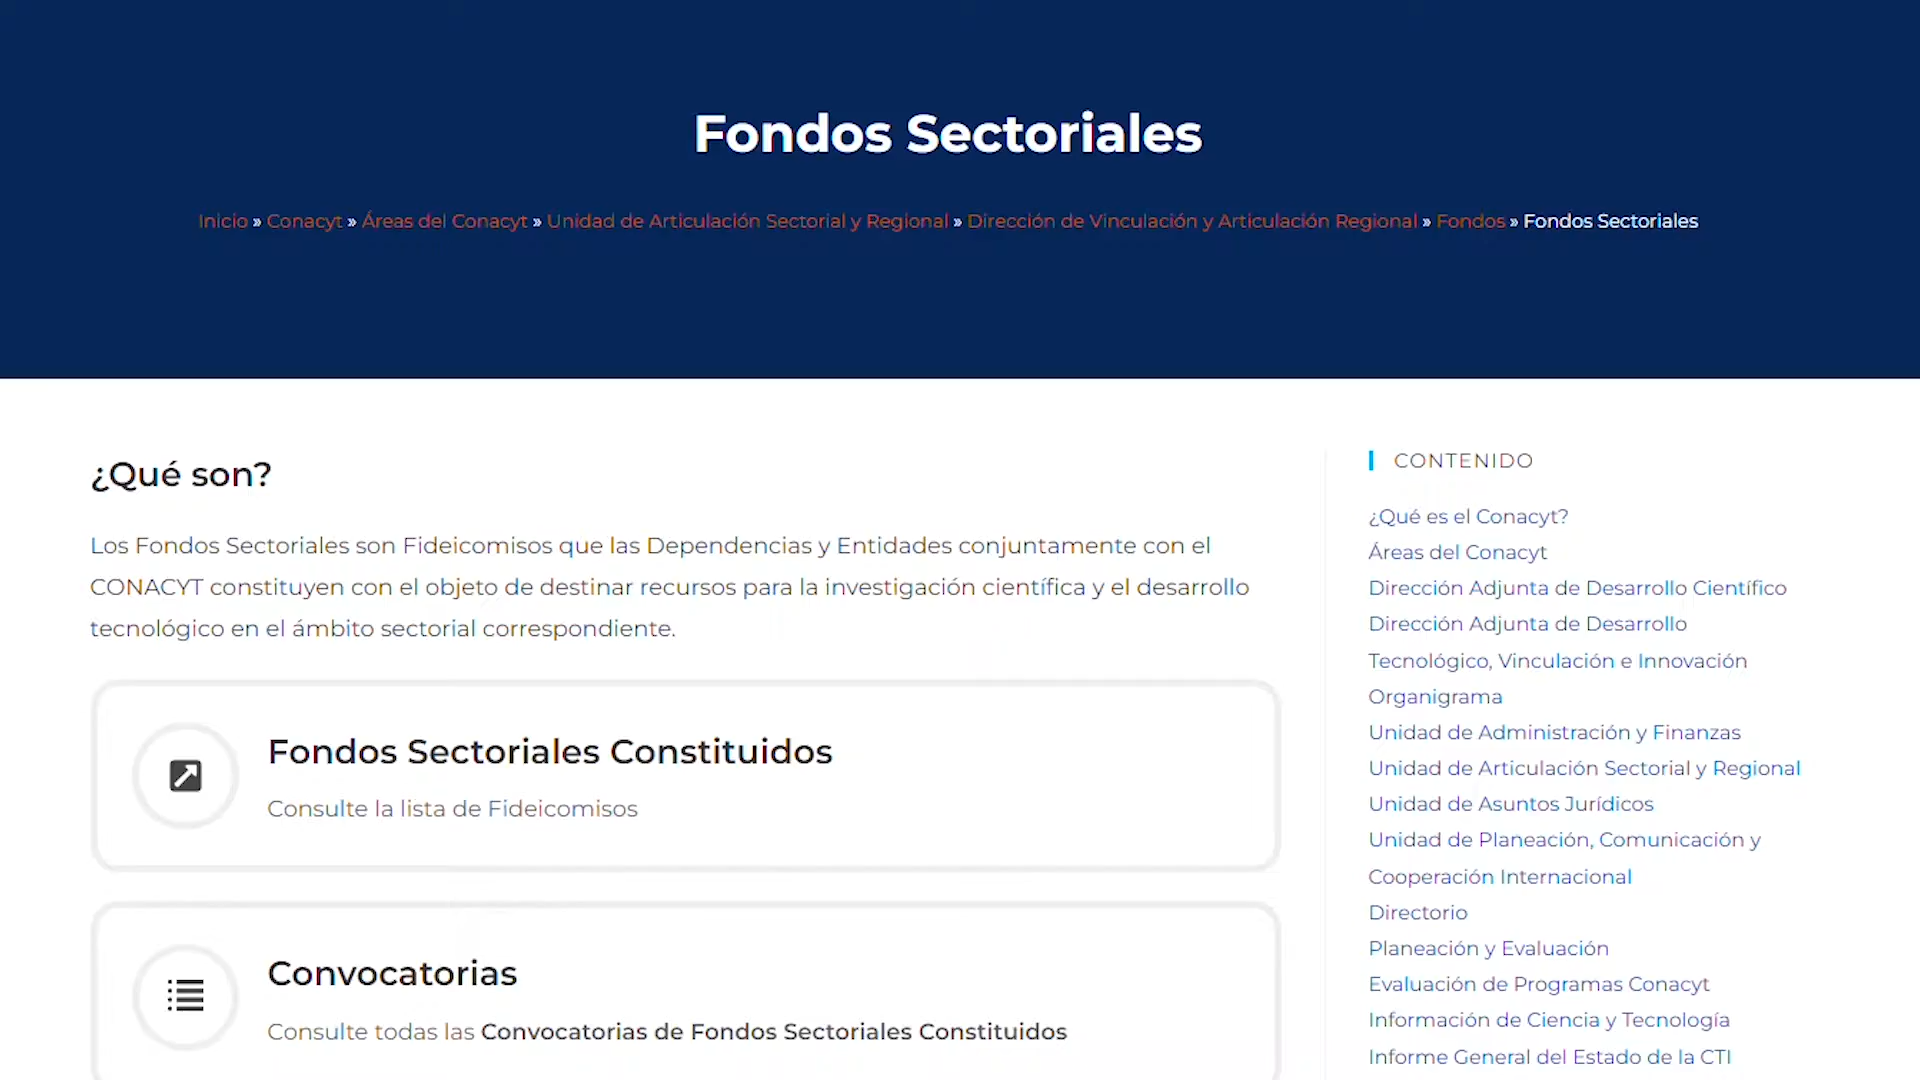 Fondos Sectoriales
Inicio » Conacyt » Áreas del Conacyt » Unidad de Articulación Sectorial y Regional » Dirección de Vinculación y Articulación Regional » Fondos » Fondos Sectoriales
¿Qué son?
Los Fondos Sectoriales son Fideicomisos que las Dependencias y Entidades conjuntamente con el
CONACYT constituyen con el objeto de destinar recursos para la investigación científica y el desarrollo
tecnológico en el ámbito sectorial correspondiente.
Fondos Sectoriales Constituidos
Consulte la lista de Fideicomisos
Convocatorias
Consulte todas las Convocatorias de Fondos Sectoriales Constituidos
CONTENIDO
¿Qué es el Conacyt?
Áreas del Conacyt
Dirección Adjunta de Desarrollo Científico
Dirección Adjunta de Desarrollo
Tecnológico, Vinculación e Innovación
Organigrama
Unidad de Administración y Finanzas
Unidad de Articulación Sectorial y Regional
Unidad de Asuntos Jurídicos
Unidad de Planeación, Comunicación y
Cooperación Internacional
Directorio
Planeación y Evaluación
Evaluación de Programas Conacyt
Información de Ciencia y Tecnología
Informe General del Estado de la CTI